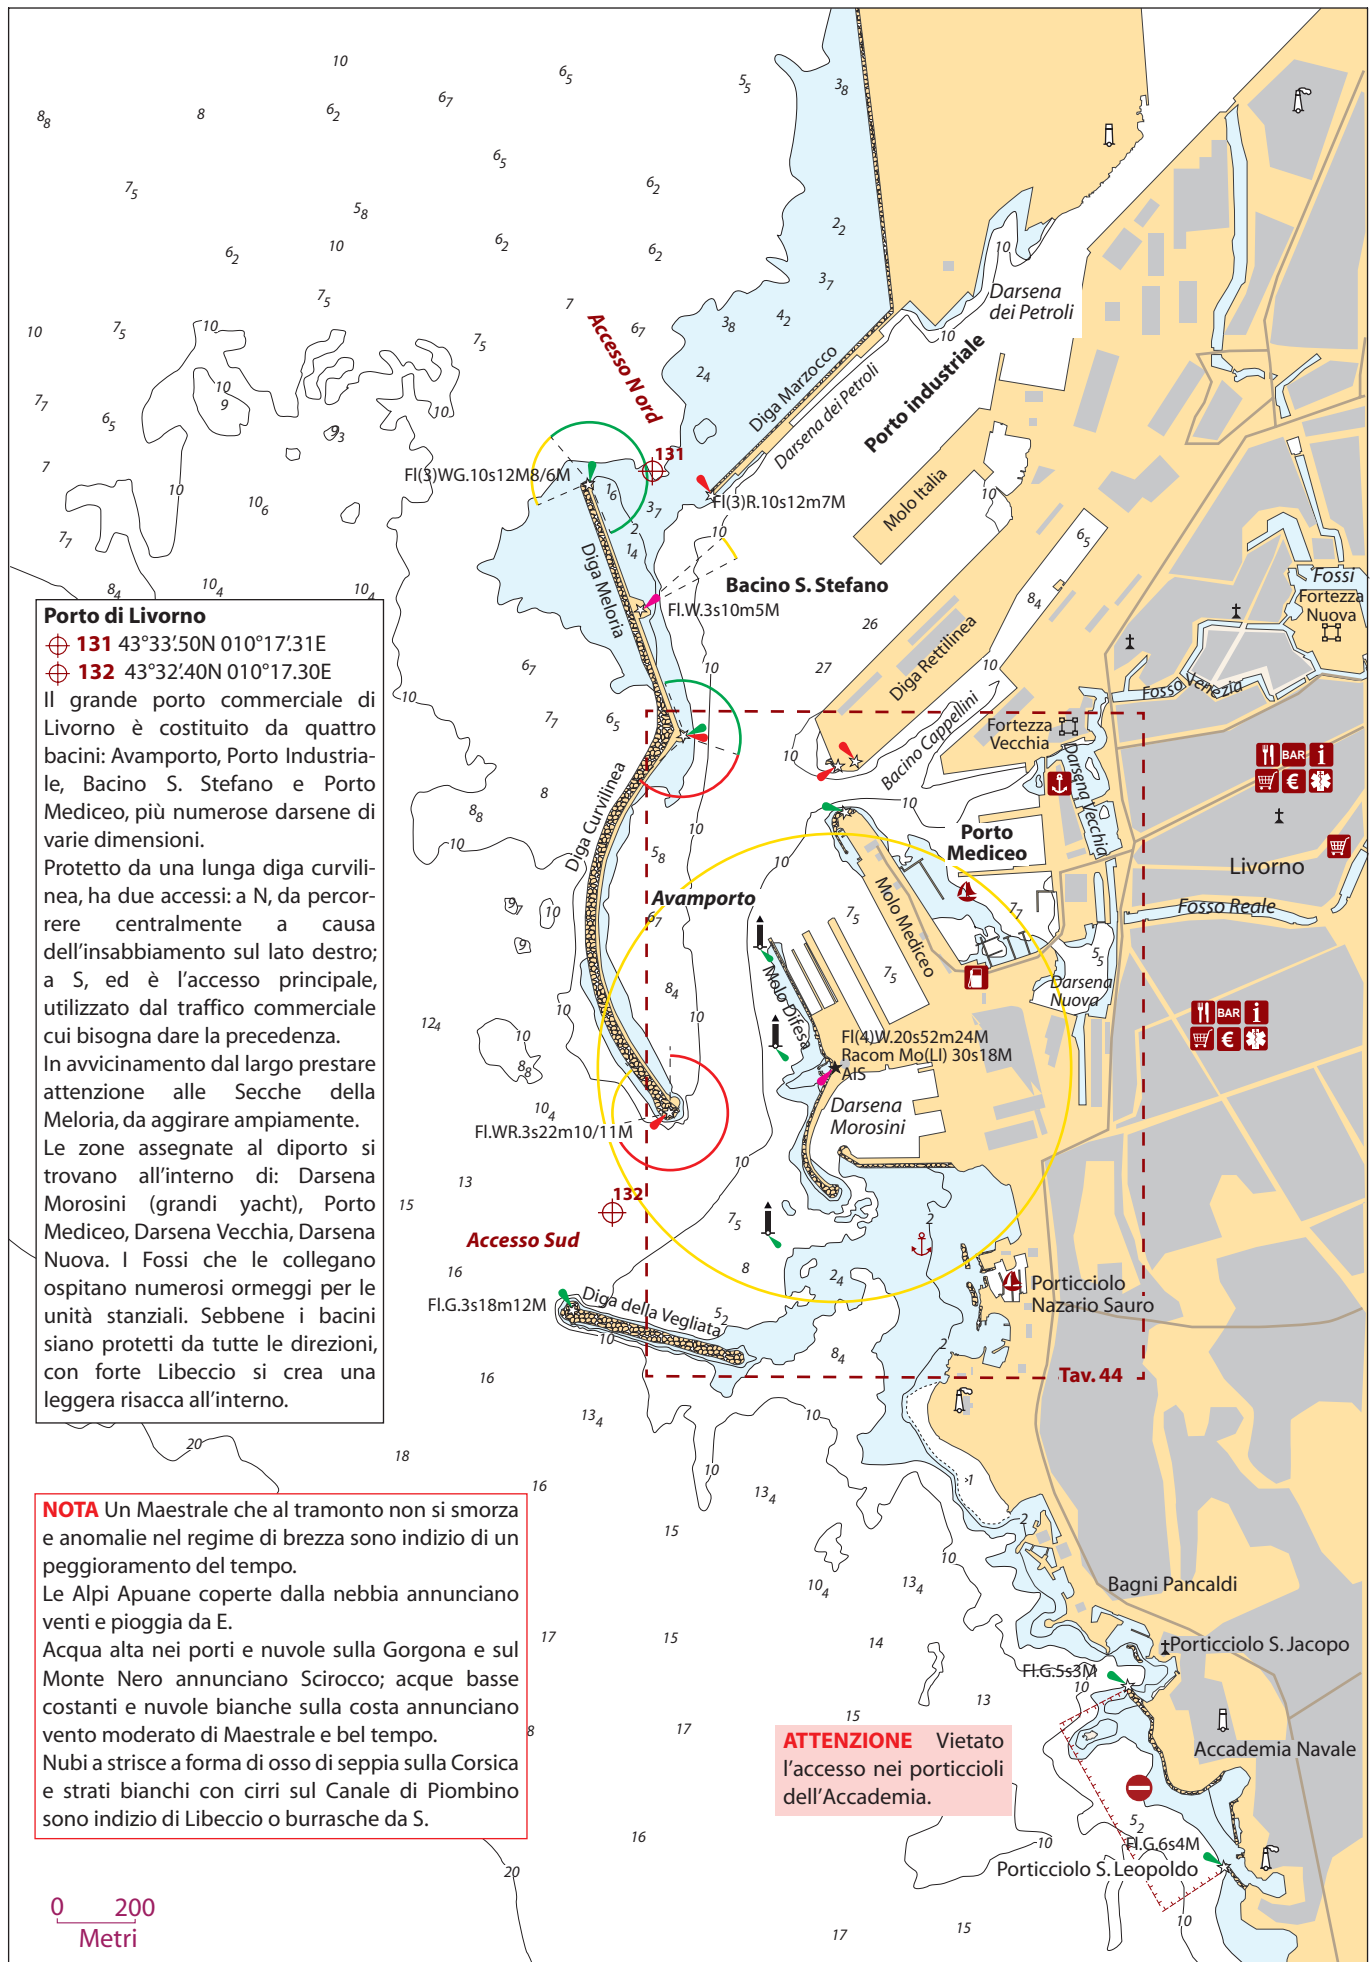 Porto di Livorno
131 43°33'.50N 010°17'.31E
132 43°32'.40N 010°17.30E
Il grande porto commerciale di
Livorno è costituito da quattro
bacini: Avamporto, Porto Industria-
le, Bacino S. Stefano e Porto
Mediceo, più numerose darsene di
varie dimensioni.
Protetto da una lunga diga curvili-
nea, ha due accessi: a N, da percor-
rere centralmente a causa
dell'insabbiamento sul lato destro;
a S, ed è l'accesso principale,
utilizzato dal traffico commerciale
cui bisogna dare la precedenza.
In avvicinamento dal largo prestare
attenzione alle Secche della
Meloria, da aggirare ampiamente.
Le zone assegnate al diporto si
trovano all'interno di: Darsena
Morosini (grandi yacht), Porto
Mediceo, Darsena Vecchia, Darsena
Nuova. I Fossi che le collegano
ospitano numerosi ormeggi per le
unità stanziali. Sebbene i bacini
siano protetti da tutte le direzioni,
con forte Libeccio si crea una
leggera risacca all'interno.
NOTA Un Maestrale che al tramonto non si smorza
e anomalie nel regime di brezza sono indizio di un
peggioramento del tempo.
Le Alpi Apuane coperte dalla nebbia annunciano
venti e pioggia da E.
Acqua alta nei porti e nuvole sulla Gorgona e sul
Monte Nero annunciano Scirocco; acque basse
costanti e nuvole bianche sulla costa annunciano
vento moderato di Maestrale e bel tempo.
Nubi a strisce a forma di osso di seppia sulla Corsica
e strati bianchi con cirri sul Canale di Piombino
sono indizio di Libeccio o burrasche da S.
0 200
Metri
Accesso Nord
131
Fl(3)WG.10s12M8/6M
Fl(3)R.10s12m7M
Diga Marzocco
Darsena dei Petroli
Darsena
dei Petroli
Porto industriale
Molo Italia
Diga Meloria
Bacino S. Stefano
Fl.W.3s10m5M
Diga Rettilinea
Bacino Cappellini
Fossi
Fortezza
Nuova
Fosso Venezia
Fortezza
Vecchia
Darsena Vecchia
BAR
Porto
Mediceo
Livorno
Fosso Reale
Diga Curvilinea
Avamporto
Molo Mediceo
Molo Difesa
Darsena
Nuova
BAR
Fl(4)W.20s52m24M
Racom Mo(LI) 30s18M
AIS
Darsena
Morosini
Fl.WR.3s22m10/11M
132
Accesso Sud
Fl.G.3s18m12M
Diga della Vegliata
Porticciolo
Nazario Sauro
Tav. 44
Bagni Pancaldi
Porticciolo S. Jacopo
Fl.G.5s3M
Accademia Navale
ATTENZIONE Vietato
l'accesso nei porticcioli
dell'Accademia.
Fl.G.6s4M
Porticciolo S. Leopoldo